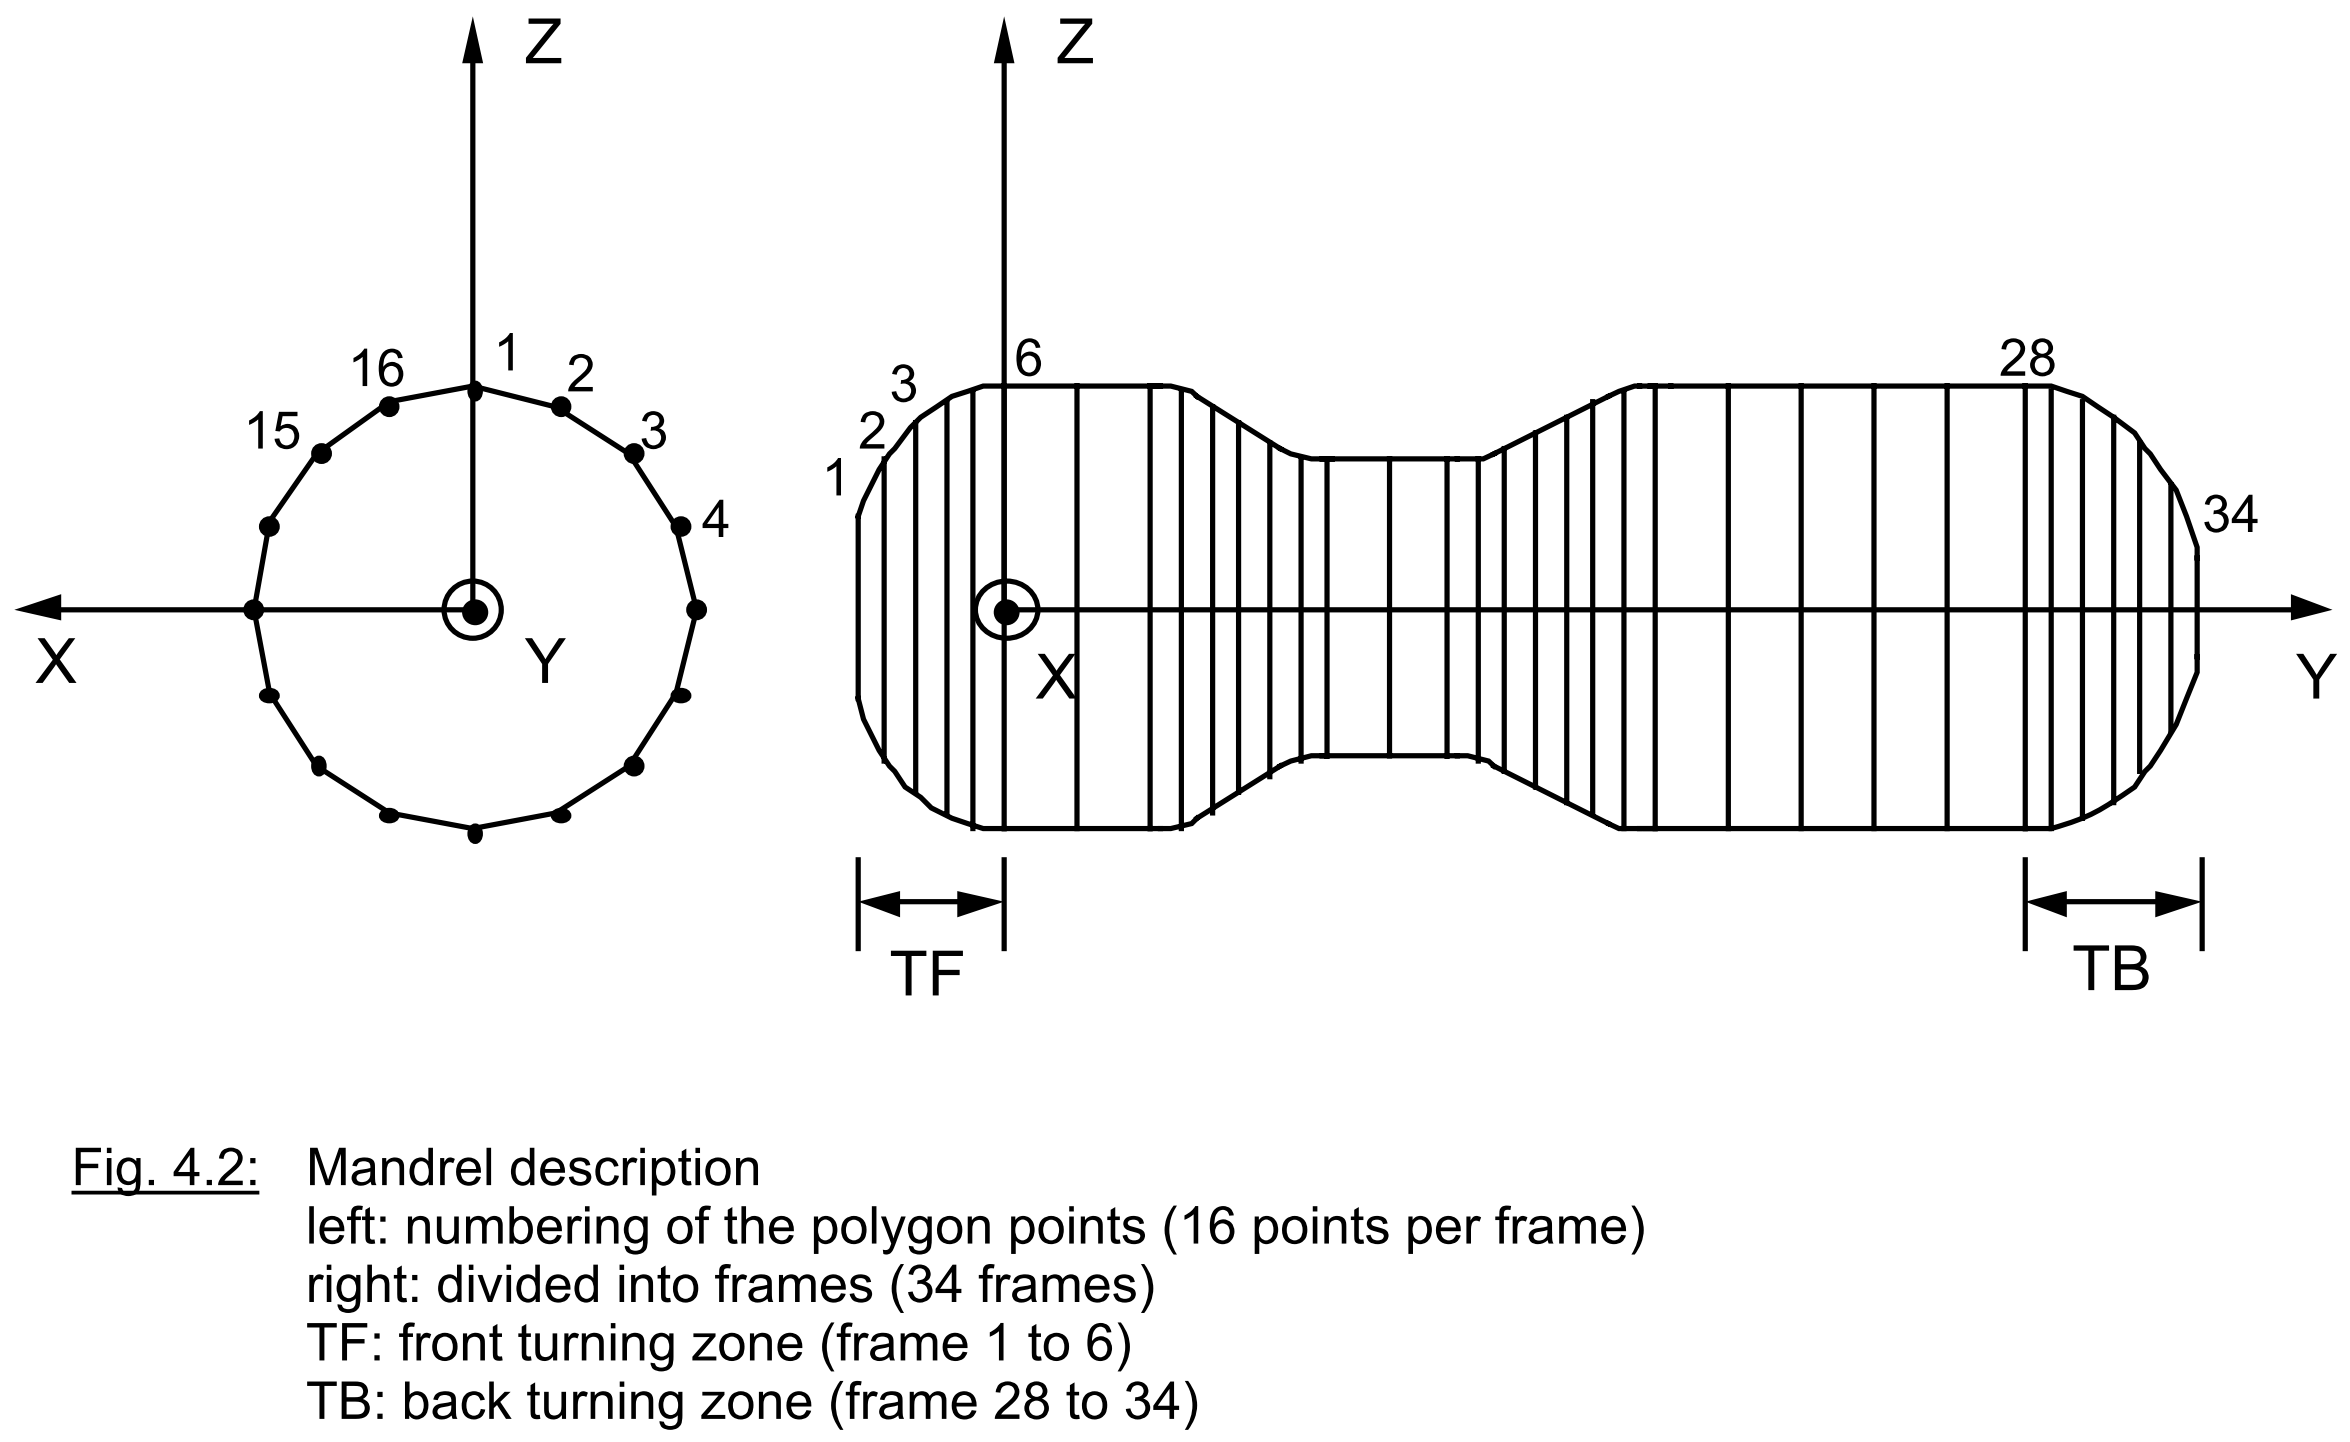 Z
Z
16
1
2
15
3
4
X
Y
3
6
28
2
1
34
X
Y
TF
TB
Fig. 4.2: Mandrel description
left: numbering of the polygon points (16 points per frame)
right: divided into frames (34 frames)
TF: front turning zone (frame 1 to 6)
TB: back turning zone (frame 28 to 34)